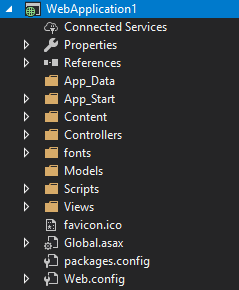 WebApplication1
Connected Services
Properties
References
App_Data
App_Start
Content
Controllers
fonts
Models
Scripts
Views
favicon.ico
Global.asax
packages.config
Web.config